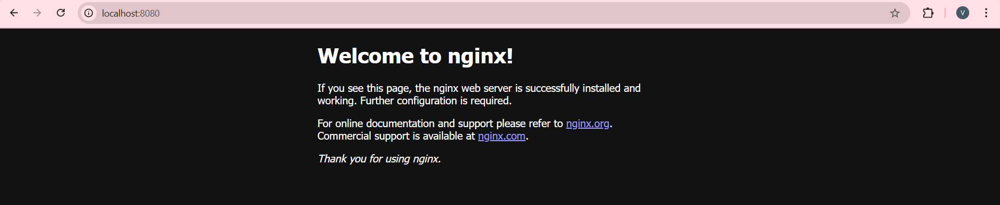 localhost:8080
V
Welcome to nginx!
If you see this page, the nginx web server is successfully installed and
working. Further configuration is required.
For online documentation and support please refer to nginx.org.
Commercial support is available at nginx.com.
Thank you for using nginx.